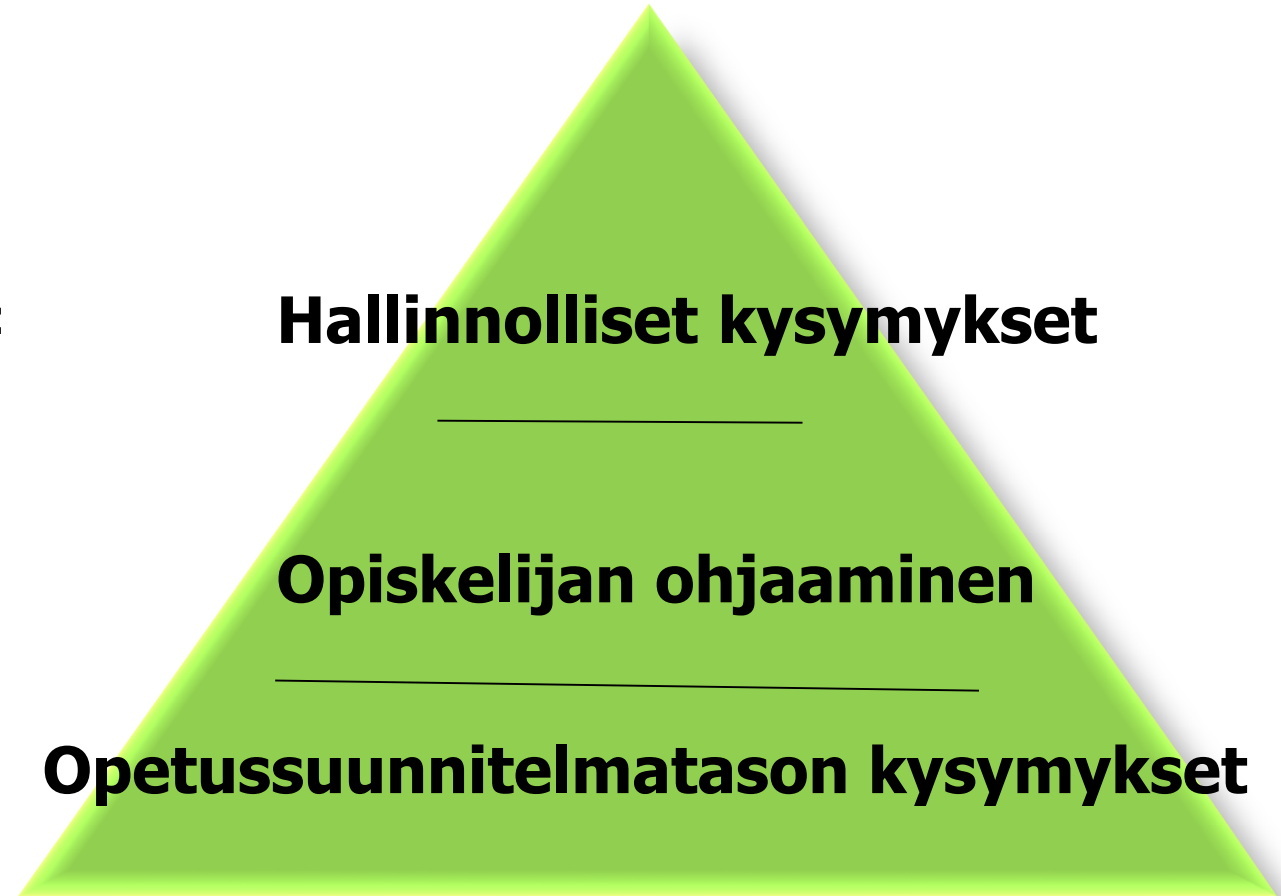 Hallinnolliset kysymykset
Opiskelijan ohjaaminen
Opetussuunnitelmatason kysymykset